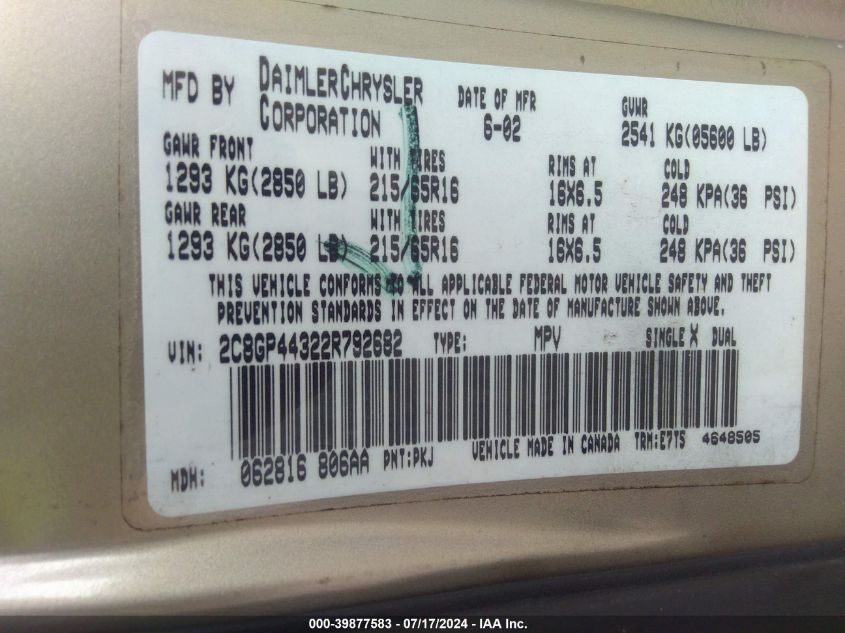 MFD BY DAIMLERCHRYSLER CORPORATION DATE OF MFR 6-02 GVWR 2541 KG(05600 LB)
GAWR FRONT WITH TIRES RIMS AT COLD
1293 KG(2850 LB) 215/65R16 16X6.5 248 KPA(36 PSI)
GAWR REAR WITH TIRES RIMS AT COLD
1293 KG(2850 LB) 215/65R16 16X6.5 248 KPA(36 PSI)
THIS VEHICLE CONFORMS TO ALL APPLICABLE FEDERAL MOTOR VEHICLE SAFETY AND THEFT
PREVENTION STANDARDS IN EFFECT ON THE DATE OF MANUFACTURE SHOWN ABOVE.
VIN: 2C8GP44322R792682 TYPE: MPV SINGLE X DUAL
VEHICLE MADE IN CANADA TRM:E7T5 4648505
MDH: 062816 806AA PNT:PKJ
000-39877583 - 07/17/2024 - IAA Inc.